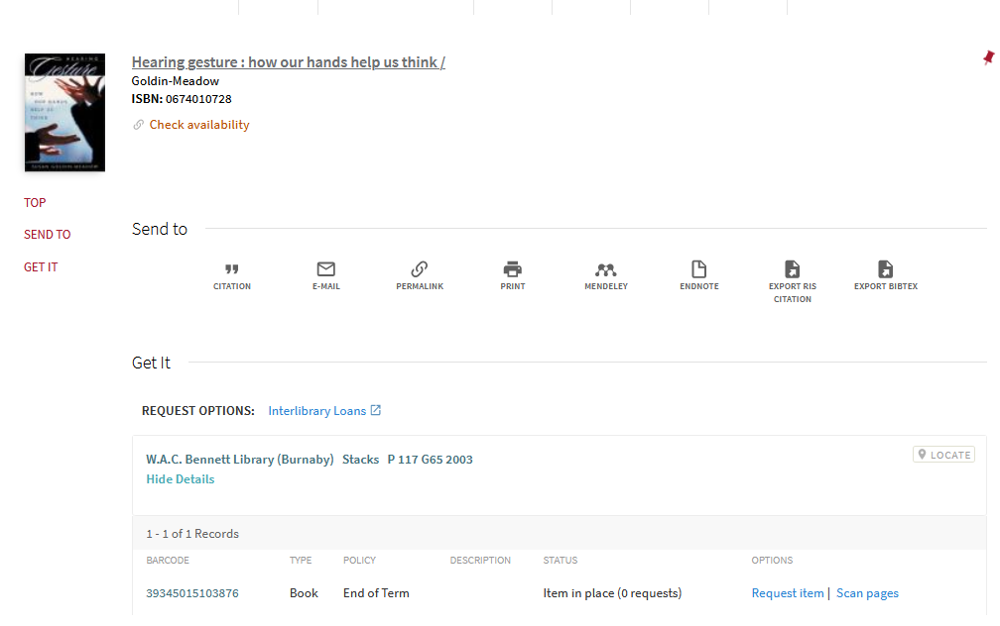 HEARING
Gesture
HOW
OUR HANDS
HELP US
THINK
SUSAN GOLDIN-MEADOW
Hearing gesture : how our hands help us think /
Goldin-Meadow
ISBN: 0674010728
Check availability
TOP
SEND TO
GET IT
Send to
CITATION
E-MAIL
PERMALINK
PRINT
MENDELEY
ENDNOTE
EXPORT RIS
CITATION
EXPORT BIBTEX
Get It
REQUEST OPTIONS: Interlibrary Loans
W.A.C. Bennett Library (Burnaby) Stacks P 117 G65 2003
LOCATE
Hide Details
1 - 1 of 1 Records
BARCODE TYPE POLICY DESCRIPTION STATUS OPTIONS
39345015103876 Book End of Term Item in place (0 requests) Request item | Scan pages